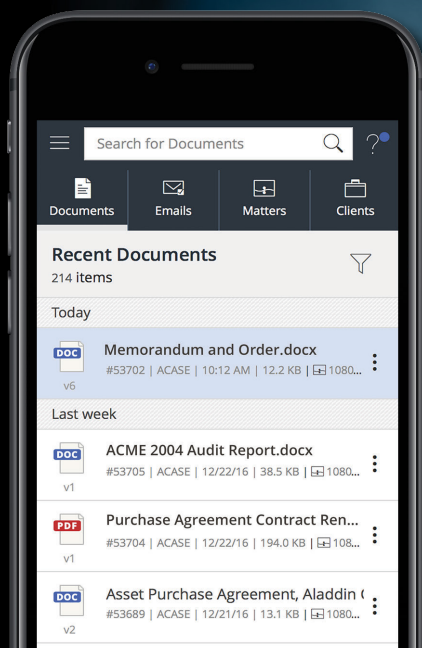 Search for Documents
?
Documents Emails Matters Clients
Recent Documents
214 items
Today
DOC Memorandum and Order.docx
v6 #53702 | ACASE | 10:12 AM | 12.2 KB | 1080...
Last week
DOC ACME 2004 Audit Report.docx
#53705 | ACASE | 12/22/16 | 38.5 KB | 1080...
v1
PDF Purchase Agreement Contract Ren...
#53704 | ACASE | 12/22/16 | 194.0 KB | 108...
v1
DOC Asset Purchase Agreement, Aladdin
#53689 | ACASE | 12/21/16 | 13.1 KB | 1080...
v2